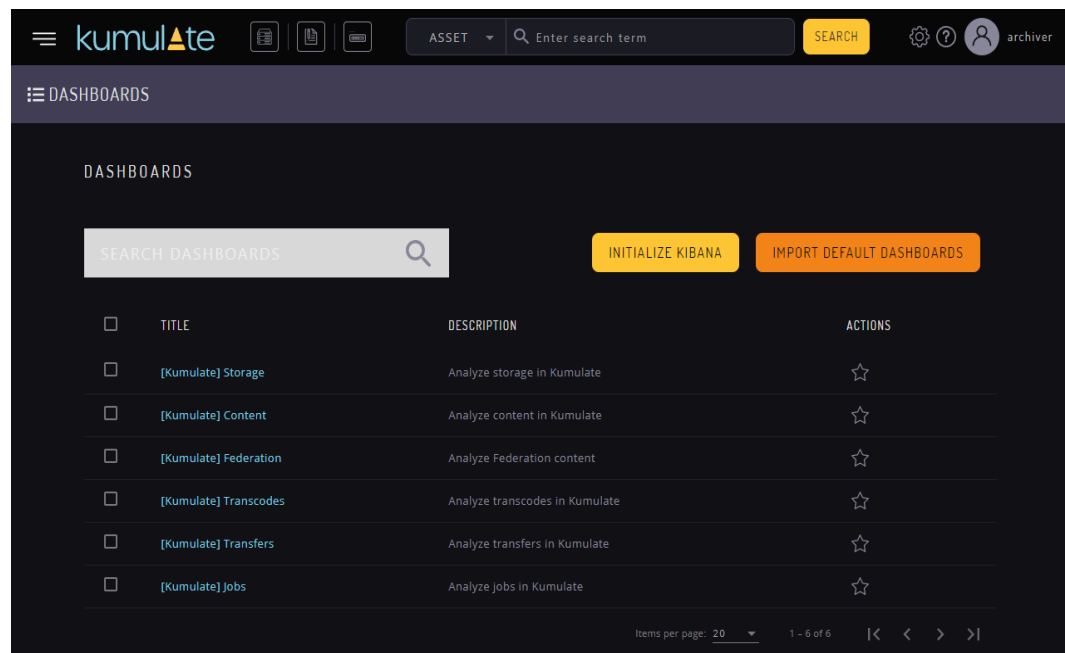 kumulate ASSET Enter search term SEARCH archiver
DASHBOARDS
DASHBOARDS
SEARCH DASHBOARDS INITIALIZE KIBANA IMPORT DEFAULT DASHBOARDS
TITLE DESCRIPTION ACTIONS
[Kumulate] Storage Analyze storage in Kumulate
[Kumulate] Content Analyze content in Kumulate
[Kumulate] Federation Analyze Federation content
[Kumulate] Transcodes Analyze transcodes in Kumulate
[Kumulate] Transfers Analyze transfers in Kumulate
[Kumulate] Jobs Analyze jobs in Kumulate
Items per page: 20 1 – 6 of 6